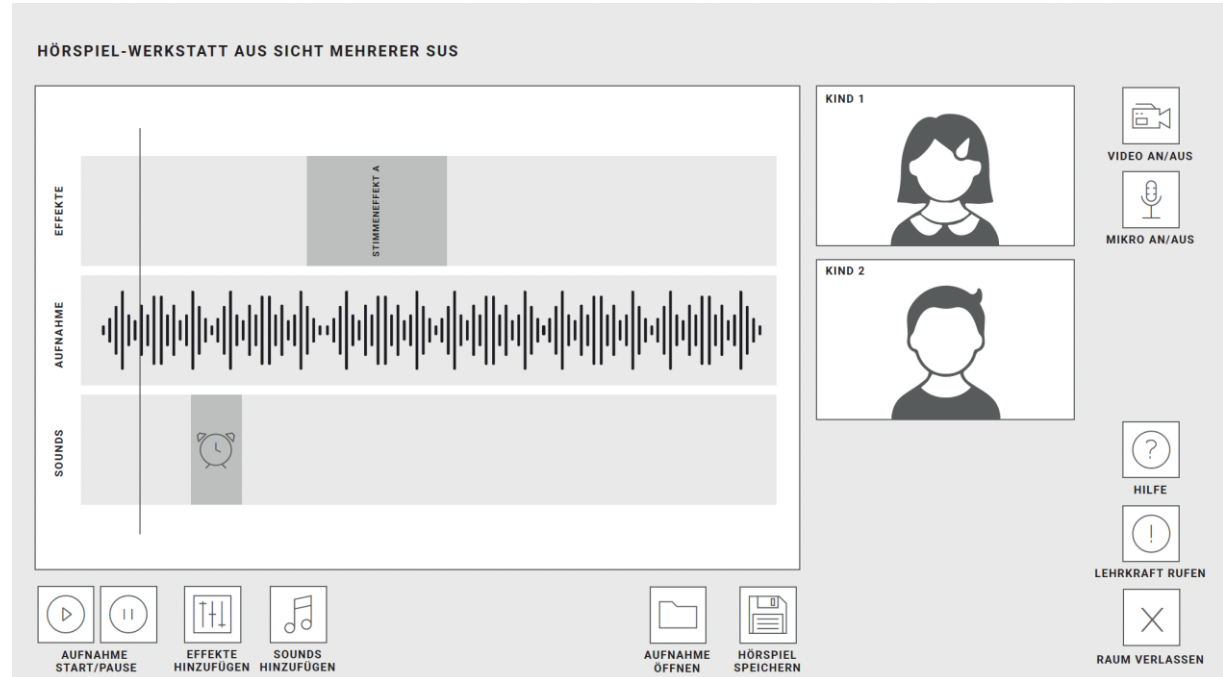 HÖRSPIEL-WERKSTATT AUS SICHT MEHRERER SUS
EFFEKTE
STIMMENEFFEKT A
AUFNAHME
SOUNDS
KIND 1
KIND 2
VIDEO AN/AUS
MIKRO AN/AUS
HILFE
LEHRKRAFT RUFEN
RAUM VERLASSEN
AUFNAHME
START/PAUSE
EFFEKTE
HINZUFÜGEN
SOUNDS
HINZUFÜGEN
AUFNAHME
ÖFFNEN
HÖRSPIEL
SPEICHERN